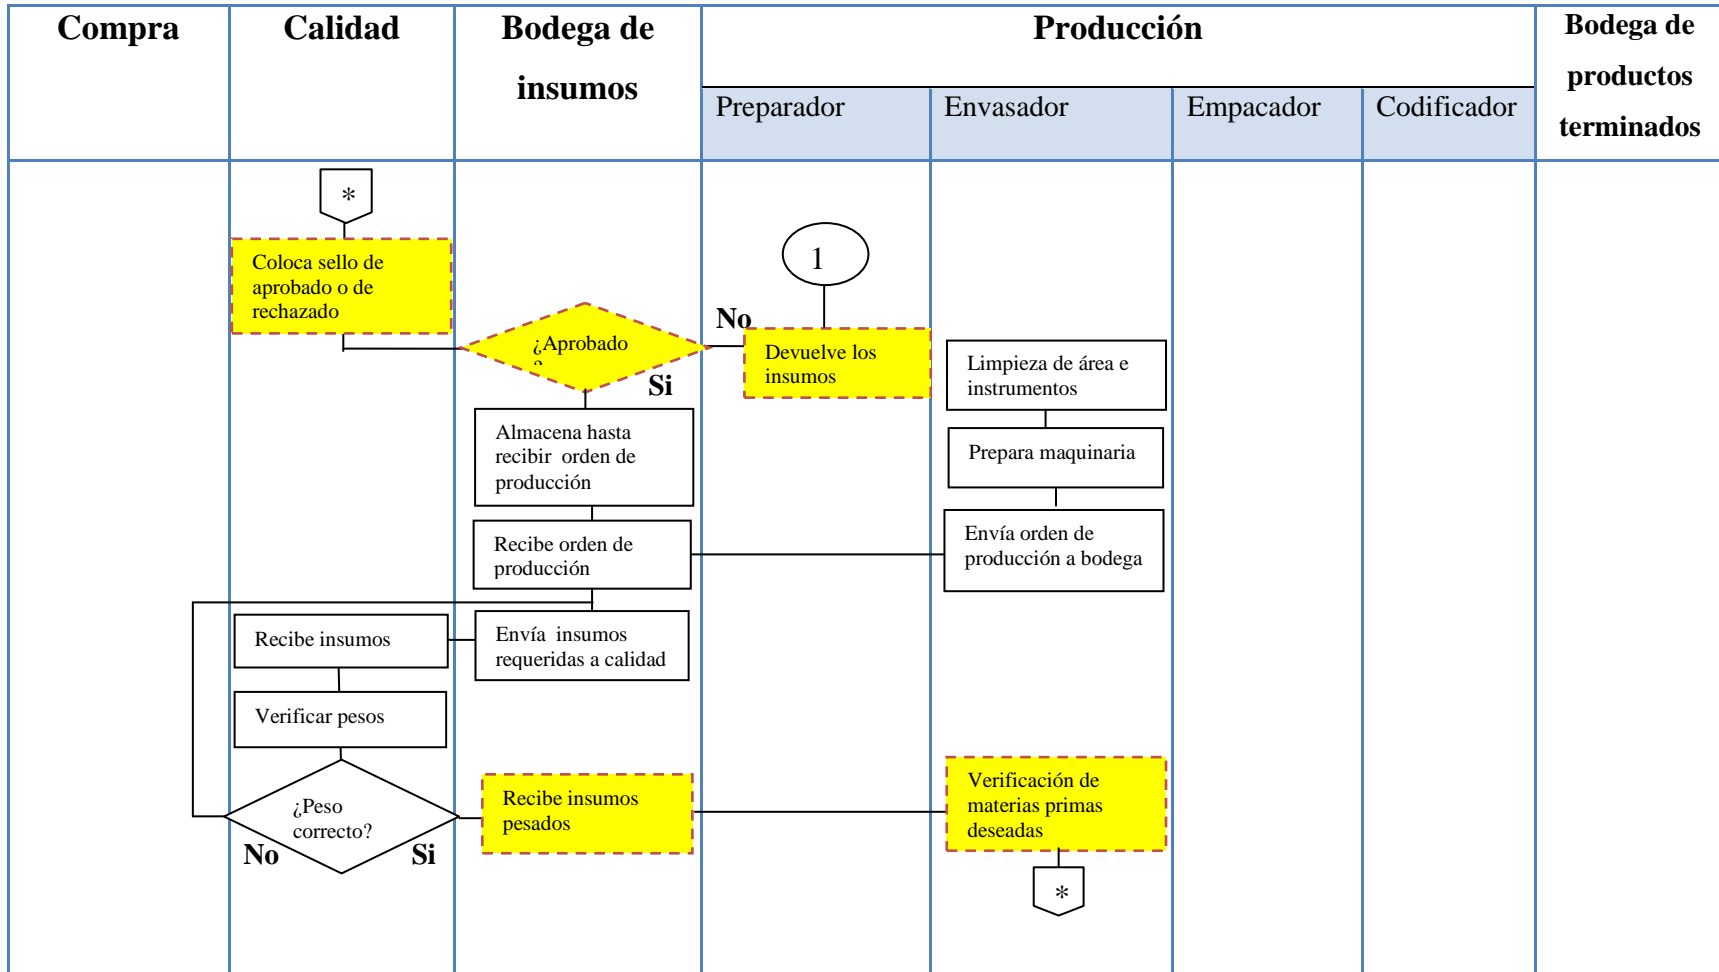 Compra
Calidad
Bodega de
insumos
Producción
Bodega de
productos
terminados
Preparador
Envasador
Empacador
Codificador
*
Coloca sello de
aprobado o de
rechazado
¿Aprobado
?
No
Si
1
Devuelve los
insumos
Limpieza de área e
instrumentos
Almacena hasta
recibir orden de
producción
Prepara maquinaria
Recibe orden de
producción
Envía orden de
producción a bodega
Recibe insumos
Envía insumos
requeridas a calidad
Verificar pesos
¿Peso
correcto?
No
Si
Recibe insumos
pesados
Verificación de
materias primas
deseadas
*